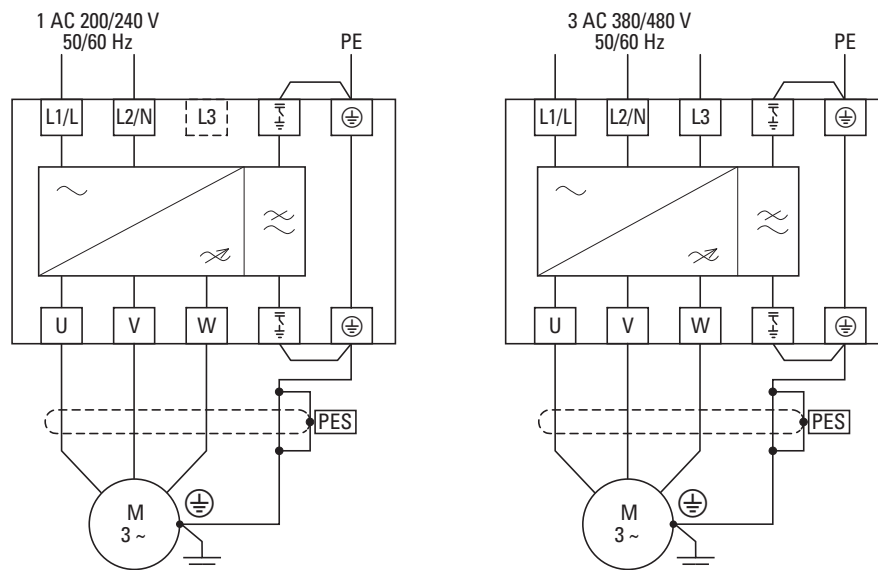 1 AC 200/240 V
50/60 Hz
PE
L1/L
L2/N
L3
U
V
W
PES
M
3 ~
3 AC 380/480 V
50/60 Hz
PE
L1/L
L2/N
L3
U
V
W
PES
M
3 ~